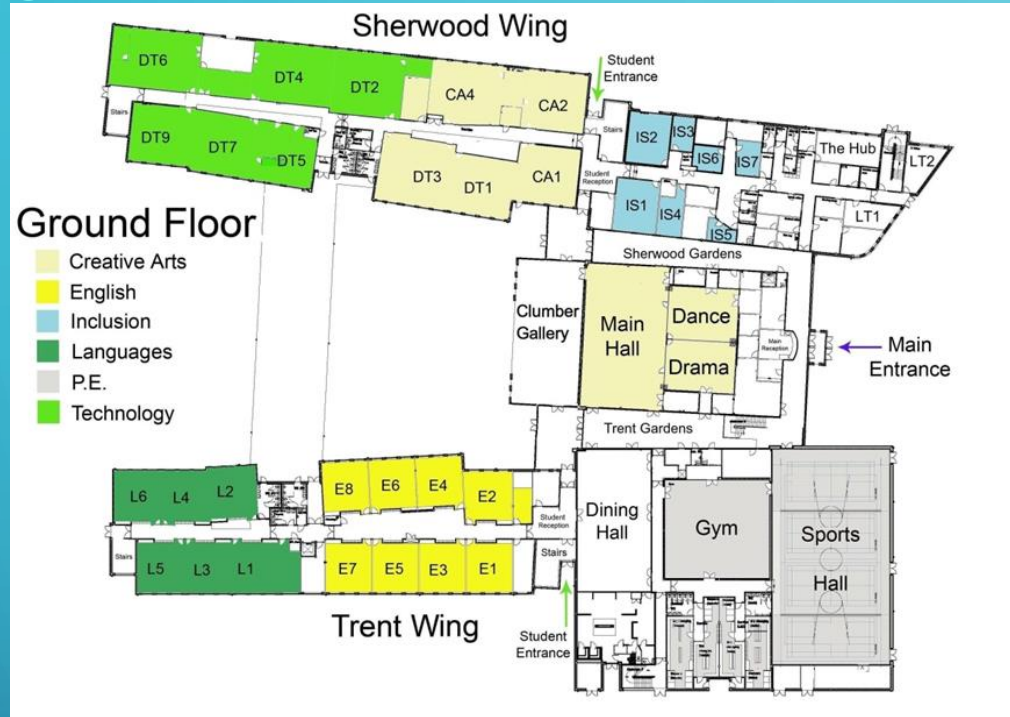 Sherwood Wing
Student
Entrance
DT6
DT4
DT2
CA4
CA2
Stairs
Stairs
DT9
DT7
DT5
DT3
DT1
CA1
Student
Reception
IS2
IS3
IS6
IS7
The Hub
LT2
IS1
IS4
IS5
LT1
Sherwood Gardens
Ground Floor
Creative Arts
English
Inclusion
Languages
P.E.
Technology
Clumber
Gallery
Main
Hall
Dance
Drama
Main
Reception
Main
Entrance
Trent Gardens
L6
L4
L2
E8
E6
E4
E2
Student
Reception
Stairs
Stairs
L5
L3
L1
E7
E5
E3
E1
Dining
Hall
Gym
Sports
Hall
Trent Wing
Student
Entrance